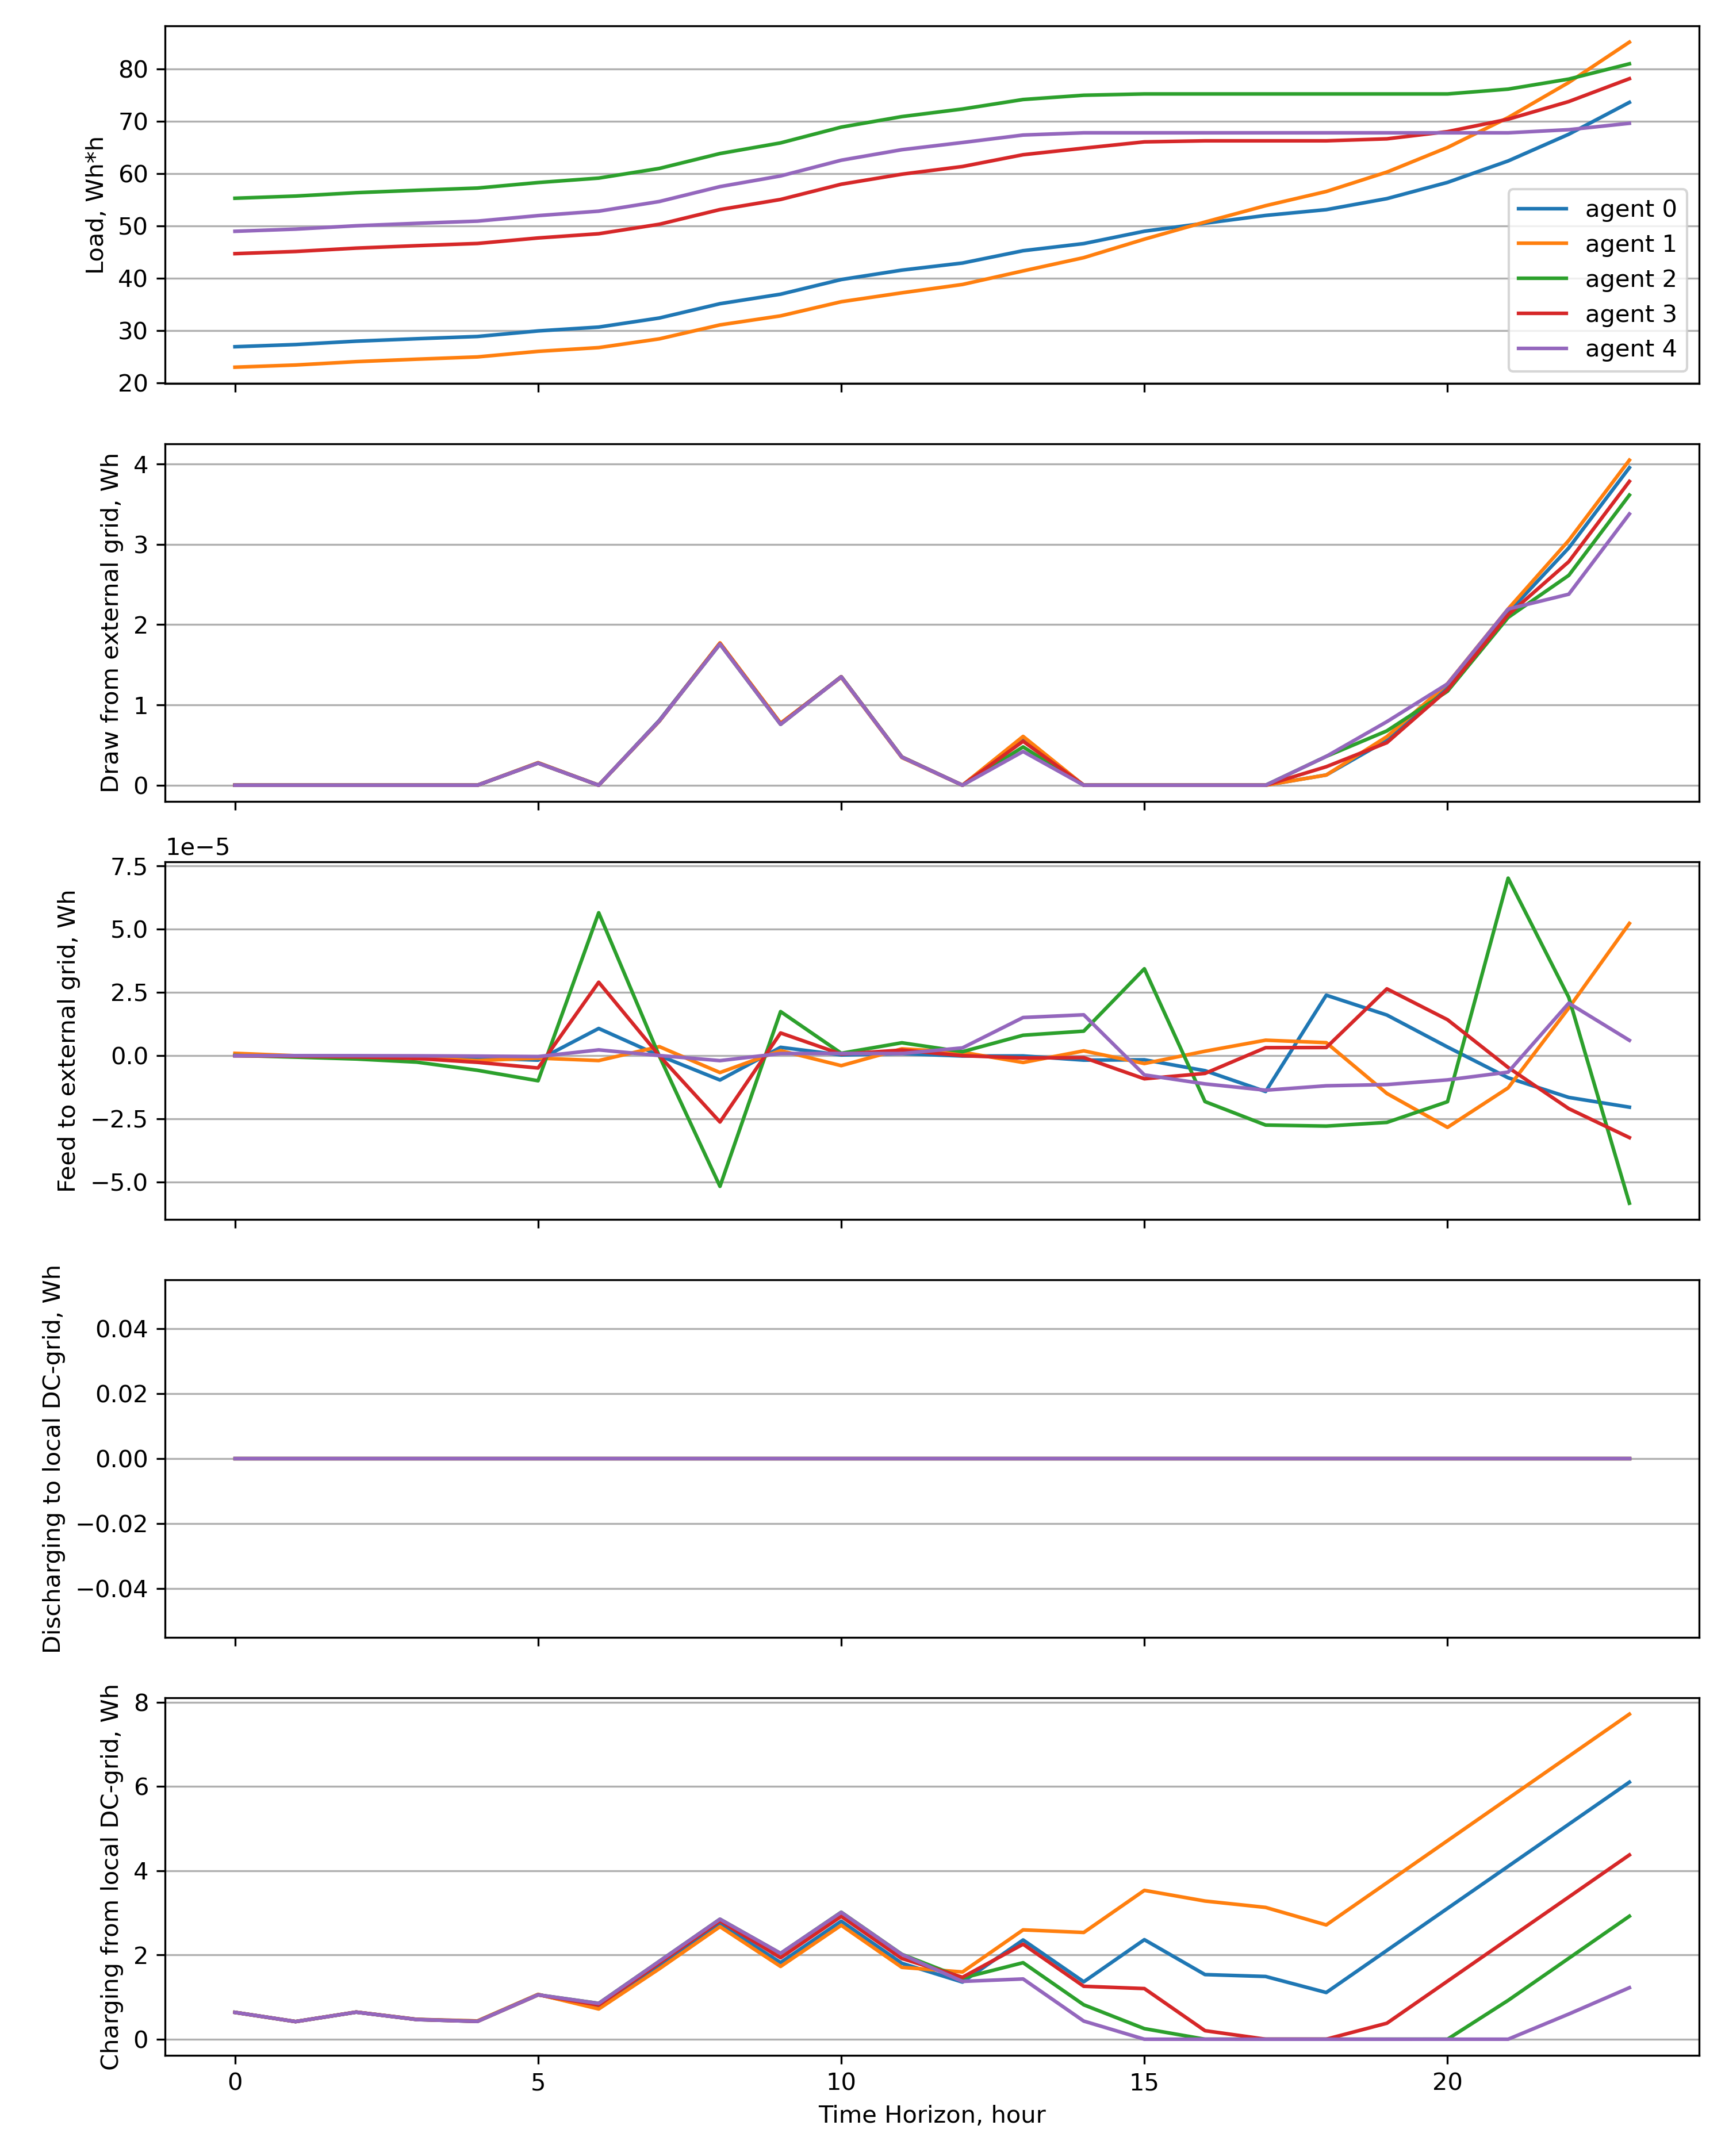 Load, Wh*h
80
70
60
50
40
30
20
agent 0
agent 1
agent 2
agent 3
agent 4
Draw from external grid, Wh
4
3
2
1
0
1e−5
Feed to external grid, Wh
7.5
5.0
2.5
0.0
−2.5
−5.0
Discharging to local DC-grid, Wh
0.04
0.02
0.00
−0.02
−0.04
Charging from local DC-grid, Wh
8
6
4
2
0
0 5 10 15 20
Time Horizon, hour